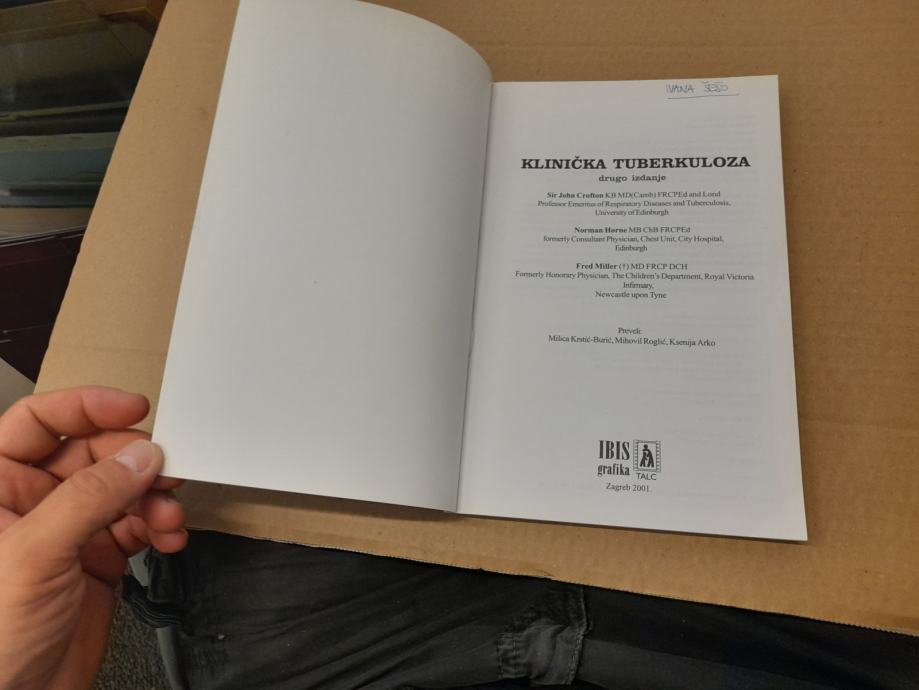 IVANA ŠEŠO
KLINIČKA TUBERKULOZA
drugo izdanje
Sir John Crofton KB MD(Camb) FRCPEd and Lond
Professor Emeritus of Respiratory Diseases and Tuberculosis,
University of Edinburgh
Norman Horne MB ChB FRCPEd
formerly Consultant Physician, Chest Unit, City Hospital,
Edinburgh
Fred Miller (†) MD FRCP DCH
Formerly Honorary Physician, The Children's Department, Royal Victoria
Infirmary,
Newcastle upon Tyne
Preveli:
Milica Krstić-Burić, Mihovil Roglić, Ksenija Arko
IBIS
grafika
TALC
Zagreb 2001.